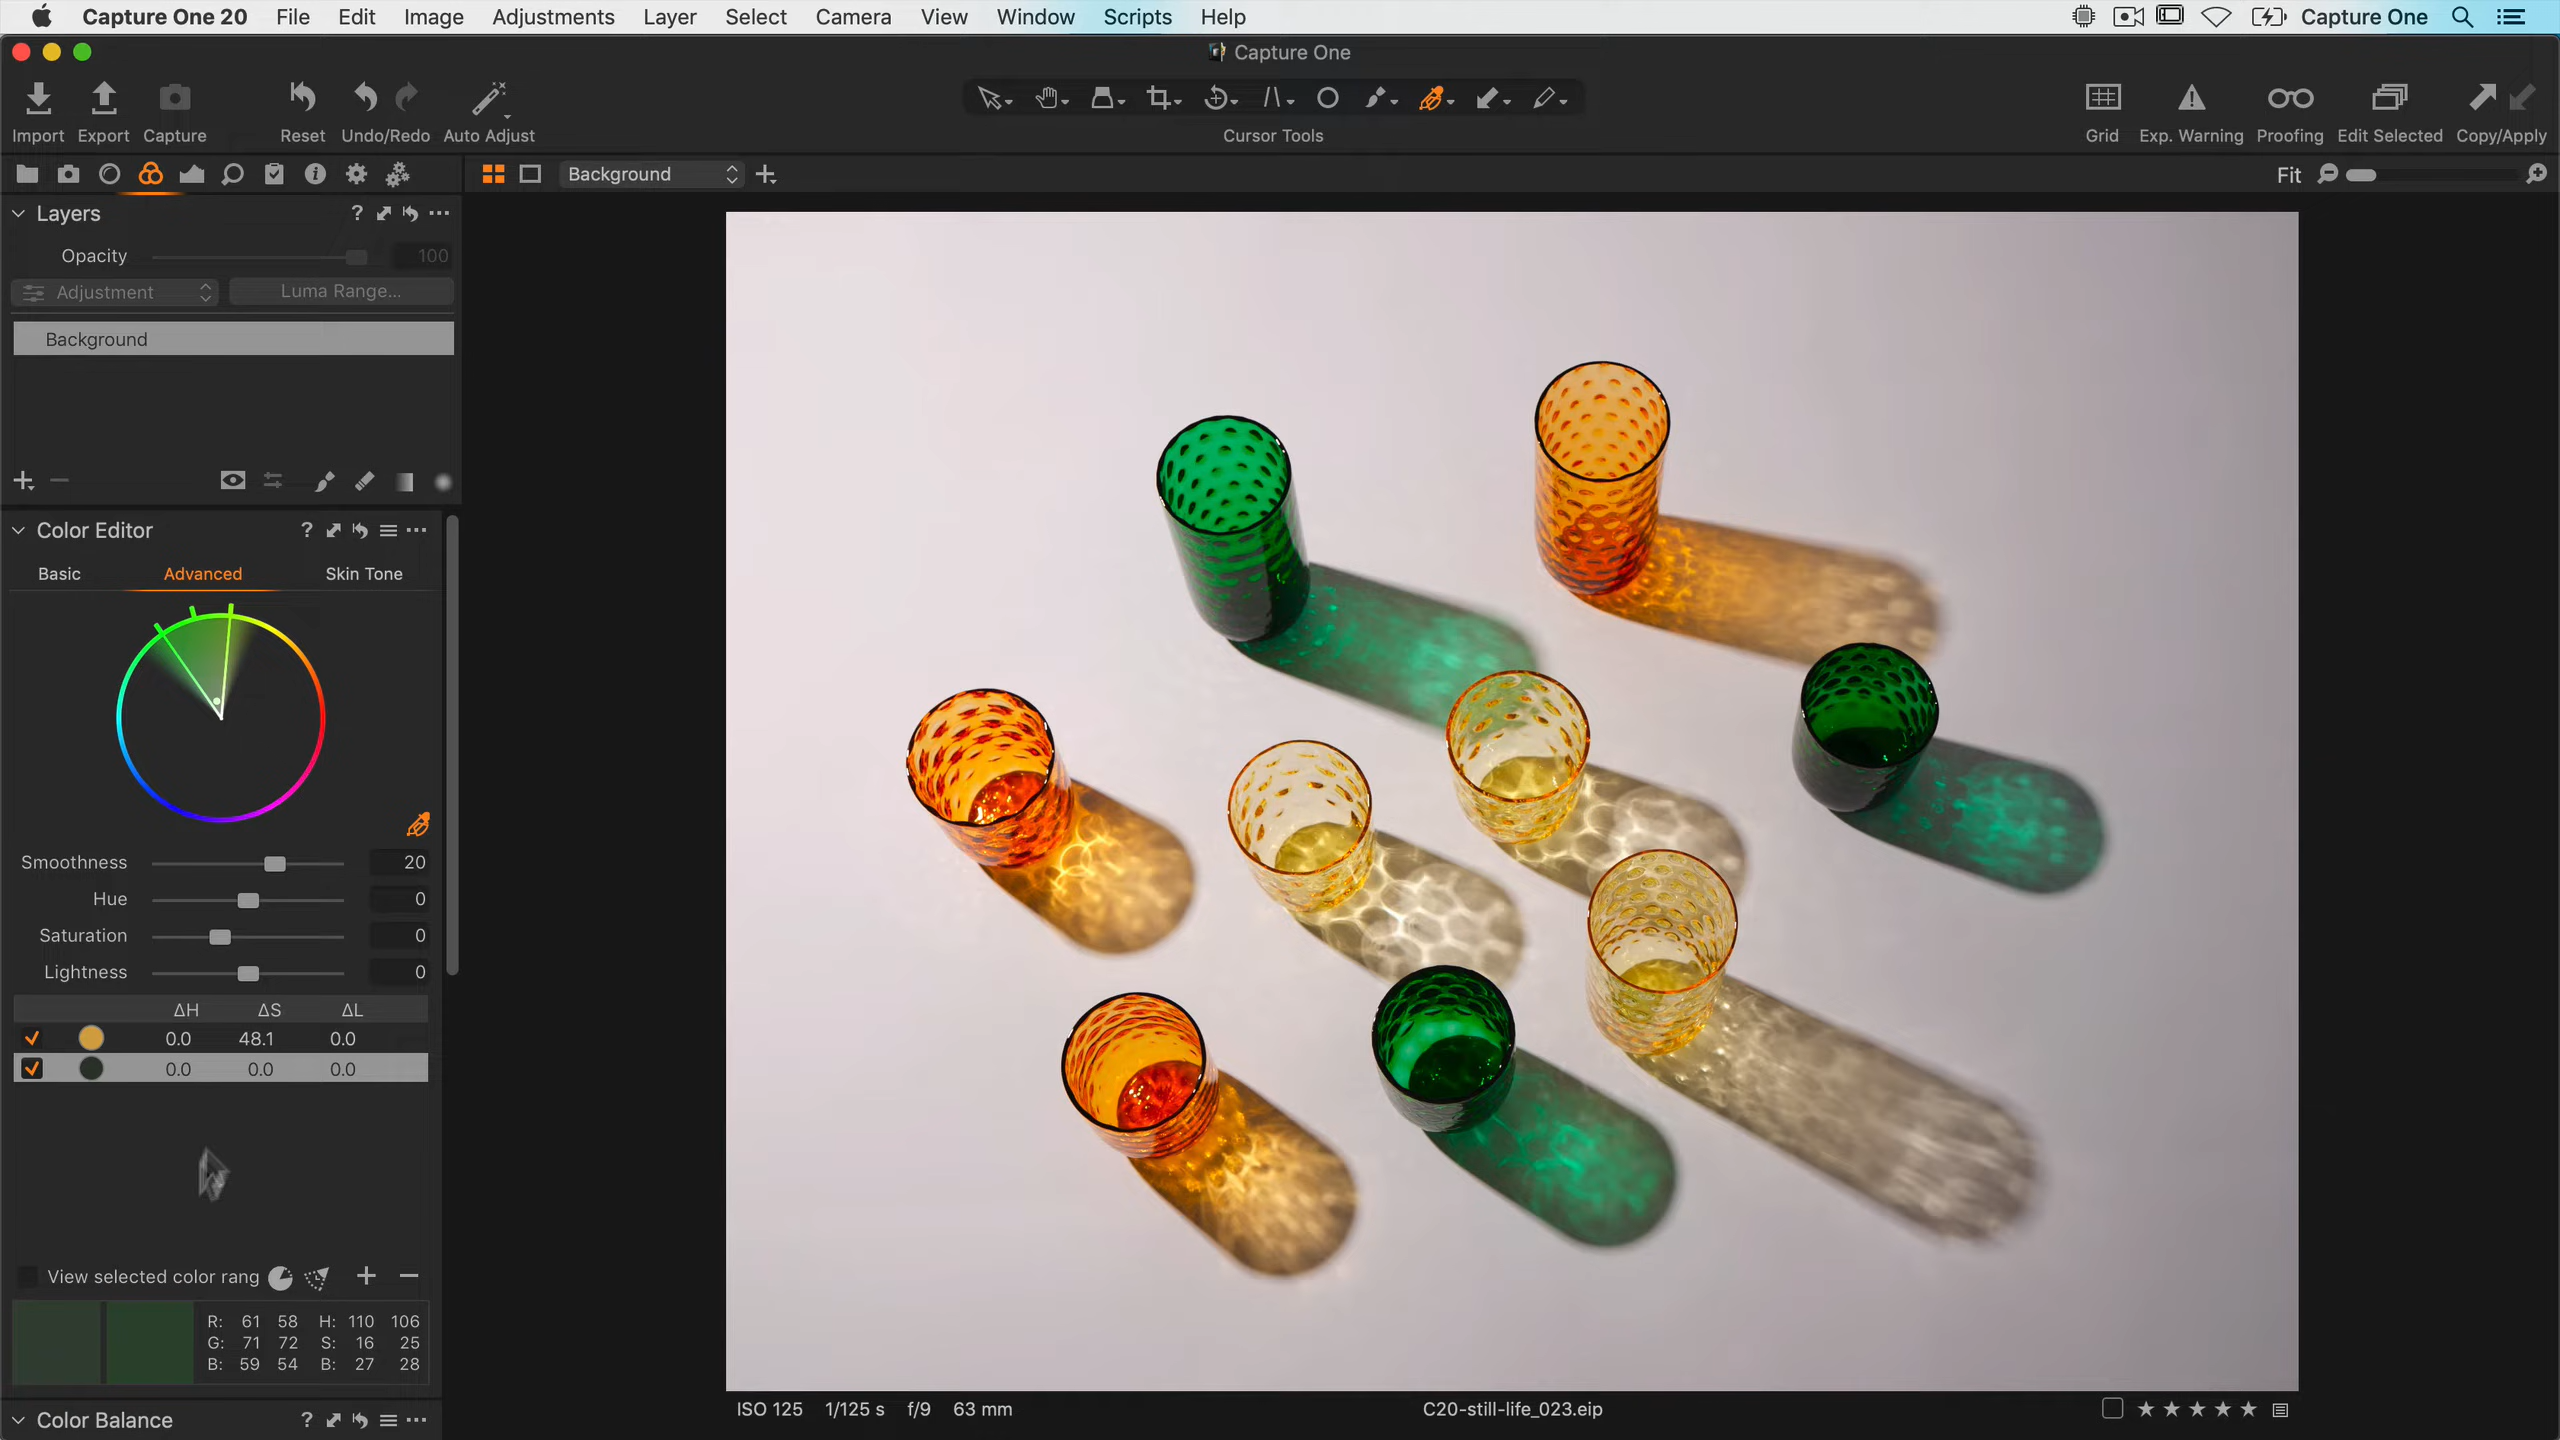 Capture One 20 File Edit Image Adjustments Layer Select Camera View Window Scripts Help Capture One
Capture One
Import Export Capture Reset Undo/Redo Auto Adjust Cursor Tools Grid Exp. Warning Proofing Edit Selected Copy/Apply
Background Fit
Layers ?
Opacity 100
Adjustment Luma Range...
Background
Color Editor ?
Basic Advanced Skin Tone
Smoothness 20
Hue 0
Saturation 0
Lightness 0
ΔH ΔS ΔL
0.0 48.1 0.0
0.0 0.0 0.0
View selected color rang
R: 61 58 H: 110 106
G: 71 72 S: 16 25
B: 59 54 B: 27 28
Color Balance ?
ISO 125 1/125 s f/9 63 mm C20-still-life_023.eip